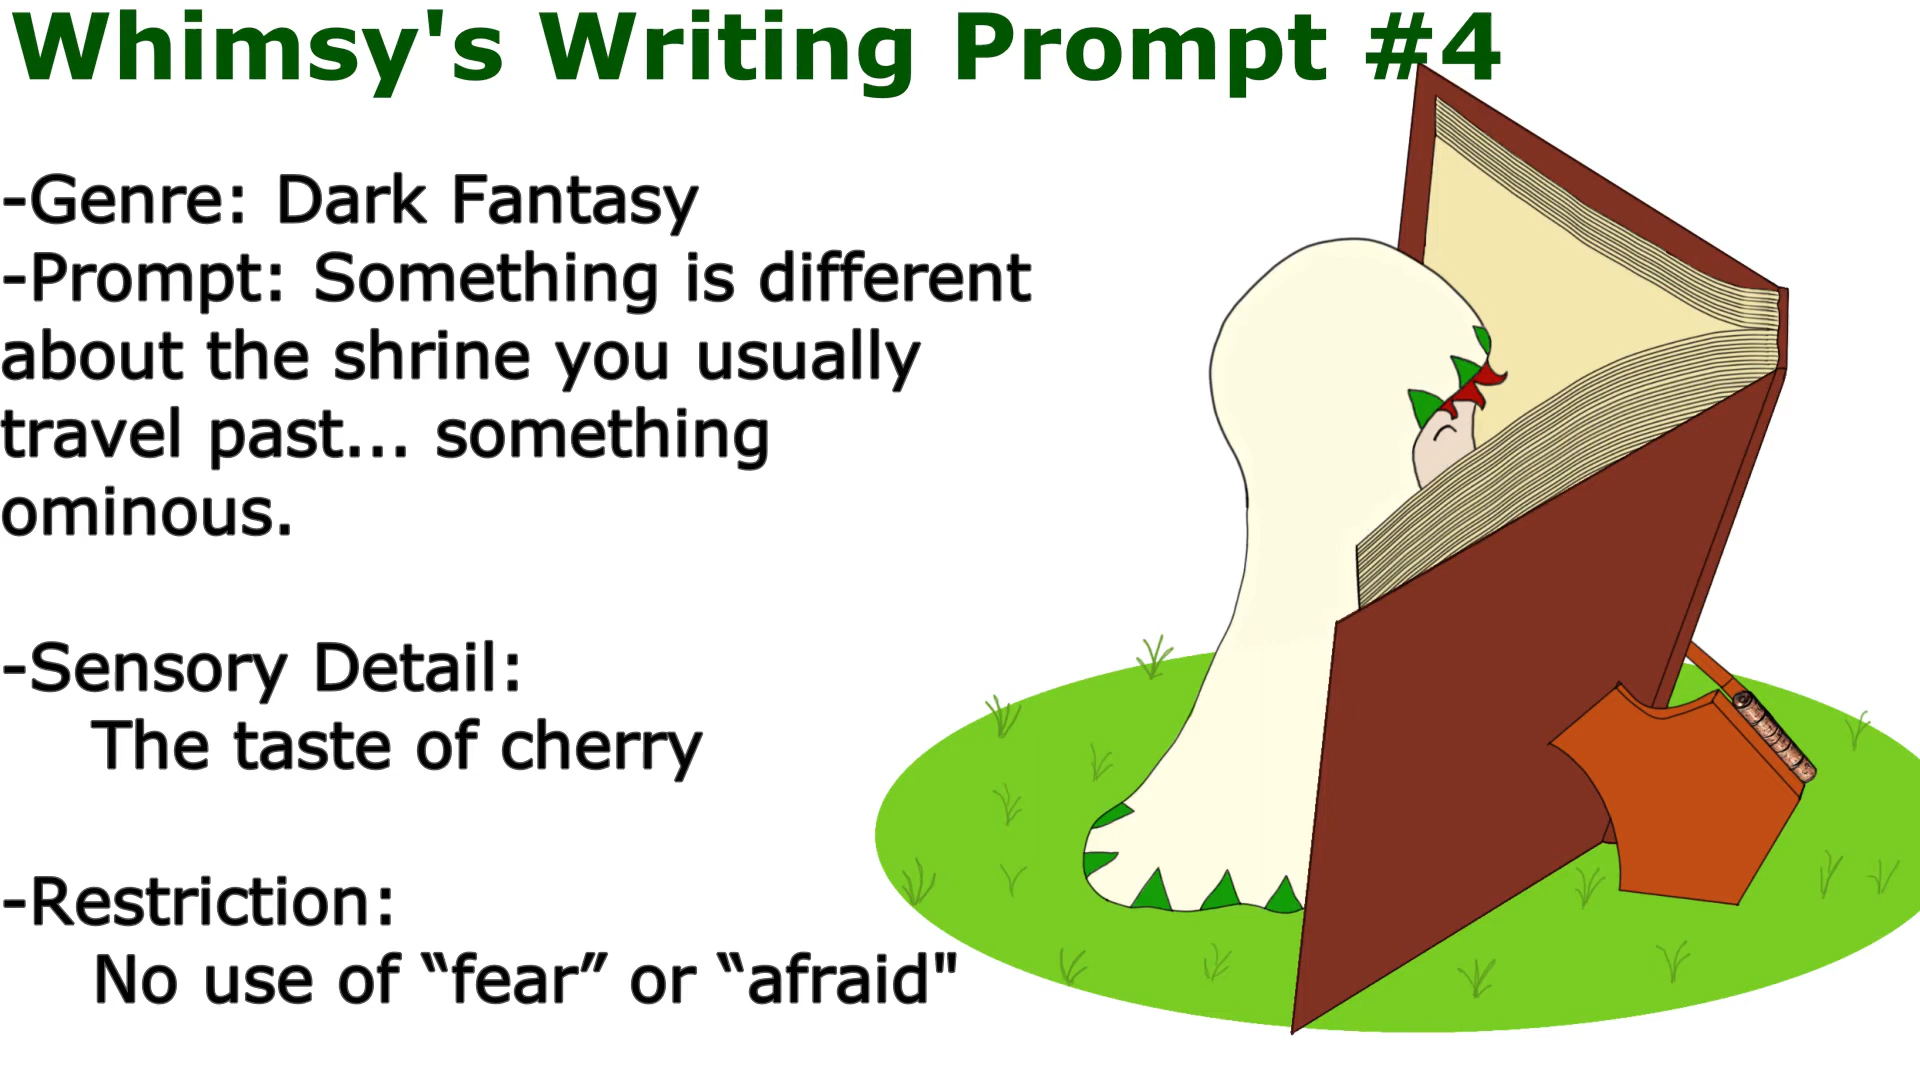 Whimsy's Writing Prompt #4
-Genre: Dark Fantasy
-Prompt: Something is different
about the shrine you usually
travel past... something
ominous.
-Sensory Detail:
The taste of cherry
-Restriction:
No use of “fear” or “afraid"